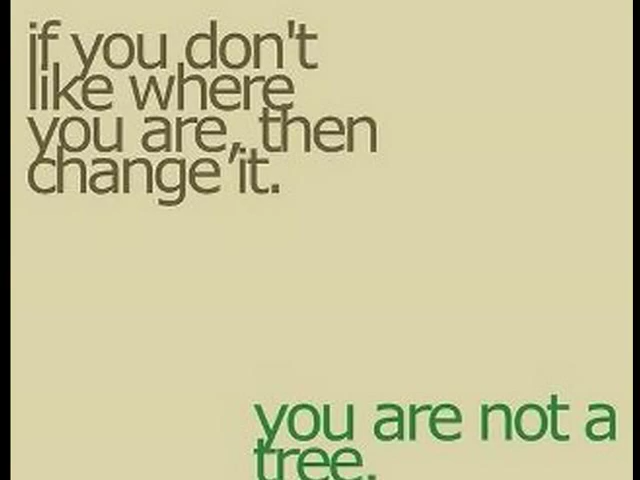 if you don't
like where
you are, then
change it.
you are not a
tree.